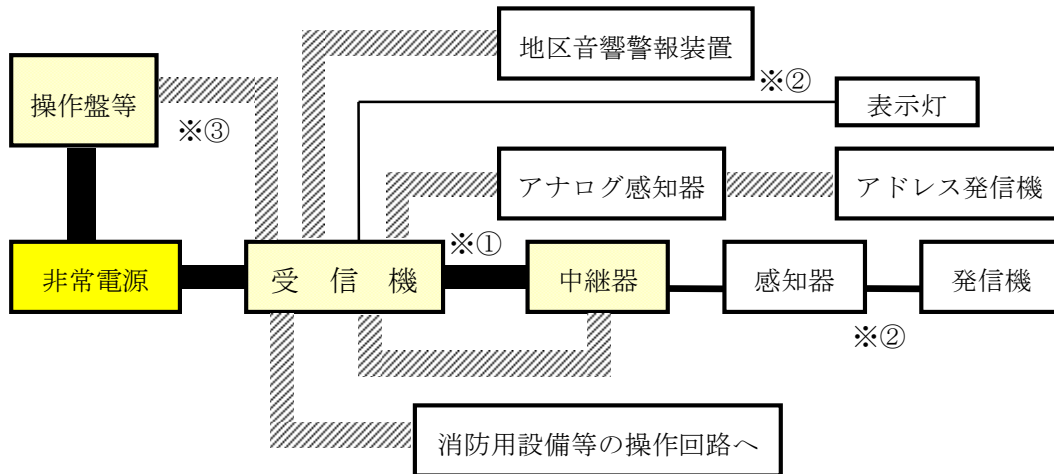 地区音響警報装置
操作盤等
※②
表示灯
※③
アナログ感知器
アドレス発信機
※①
非常電源
受　信　機
中継器
感知器
発信機
※②
消防用設備等の操作回路へ